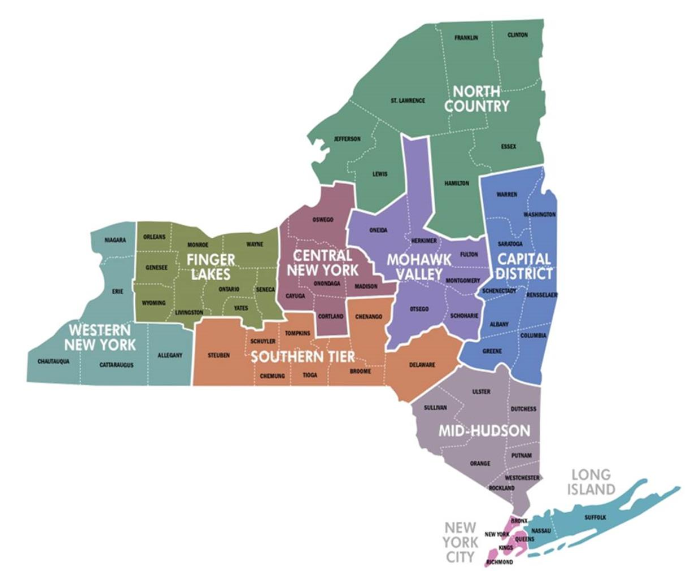 FRANKLIN
CLINTON
ST. LAWRENCE
NORTH
COUNTRY
JEFFERSON
ESSEX
LEWIS
HAMILTON
WARREN
WASHINGTON
OSWEGO
ONEIDA
HERKIMER
SARATOGA
NIAGARA
ORLEANS
MONROE
WAYNE
FULTON
GENESEE
FINGER
LAKES
CENTRAL
NEW YORK
MOHAWK
VALLEY
CAPITAL
DISTRICT
MONTGOMERY
ERIE
ONTARIO
SENECA
ONONDAGA
MADISON
CAYUGA
SCHENECTADY
RENSSELAER
WYOMING
LIVINGSTON
YATES
CORTLAND
CHENANGO
OTSEGO
SCHOHARIE
ALBANY
COLUMBIA
WESTERN
NEW YORK
TOMPKINS
SCHUYLER
SOUTHERN TIER
STEUBEN
ALLEGANY
GREENE
CHAUTAUQUA
CATTARAUGUS
CHEMUNG
TIOGA
BROOME
DELAWARE
ULSTER
SULLIVAN
DUTCHESS
MID-HUDSON
PUTNAM
ORANGE
WESTCHESTER
ROCKLAND
LONG
ISLAND
SUFFOLK
NASSAU
BRONX
NEW YORK
QUEENS
KINGS
RICHMOND
NEW
YORK
CITY